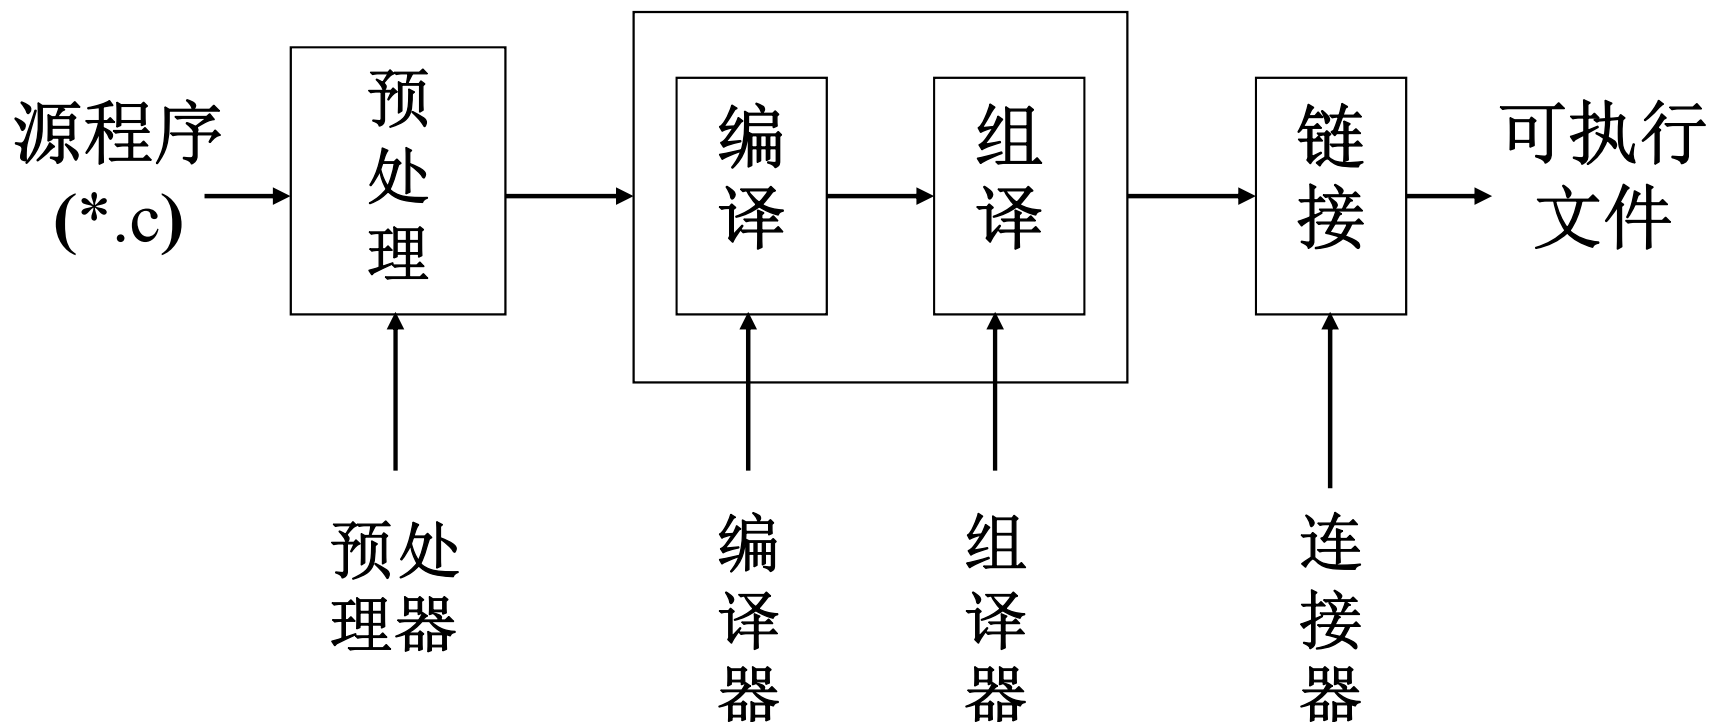 源程序
(*.c)
预
处
理
编
译
组
译
链
接
可执行
文件
预处
理器
编
译
器
组
译
器
连
接
器